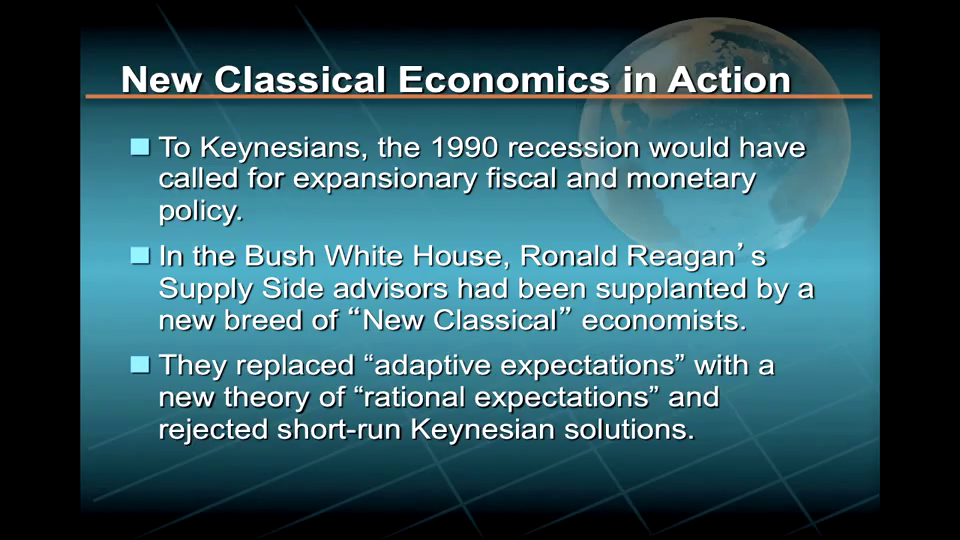 New Classical Economics in Action
To Keynesians, the 1990 recession would have
called for expansionary fiscal and monetary
policy.
In the Bush White House, Ronald Reagan’s
Supply Side advisors had been supplanted by a
new breed of “New Classical” economists.
They replaced “adaptive expectations” with a
new theory of “rational expectations” and
rejected short-run Keynesian solutions.